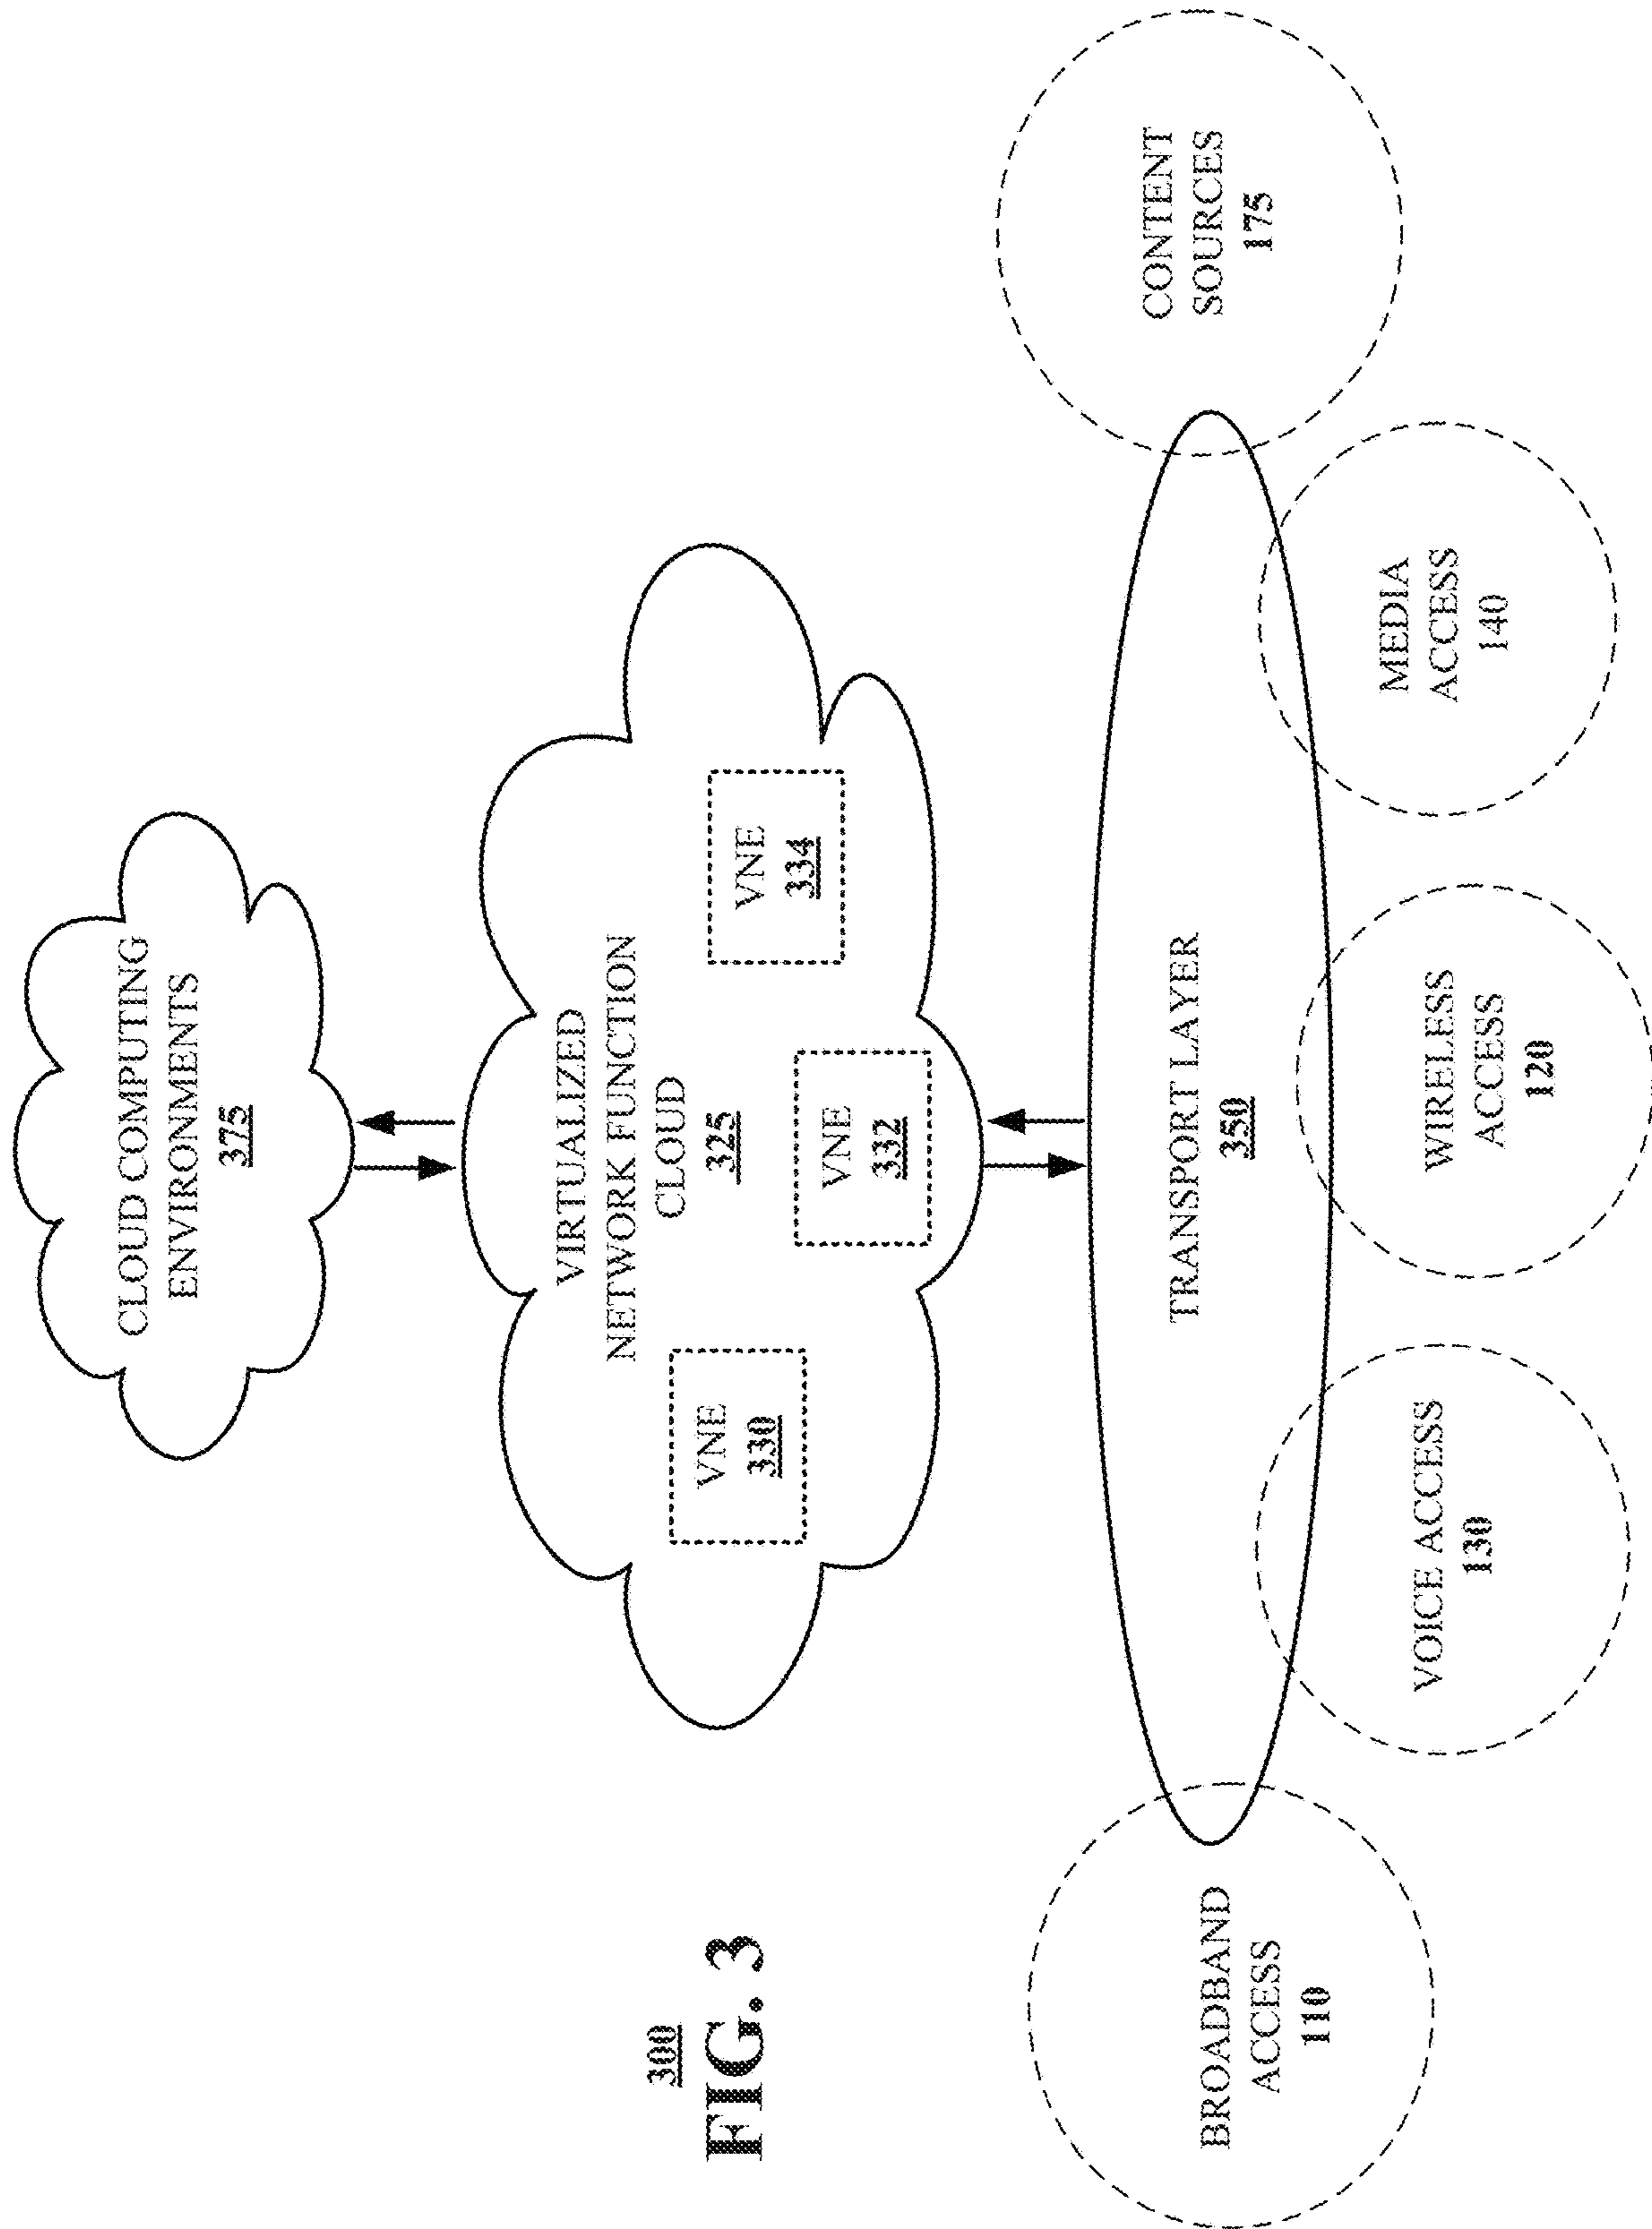 CLOUD COMPUTING
ENVIRONMENTS
375
VIRTUALIZED
NETWORK FUNCTION
CLOUD
325
VNE
330
VNE
332
VNE
334
300
FIG. 3
TRANSPORT LAYER
350
BROADBAND
ACCESS
110
VOICE ACCESS
130
WIRELESS
ACCESS
120
MEDIA
ACCESS
140
CONTENT
SOURCES
175